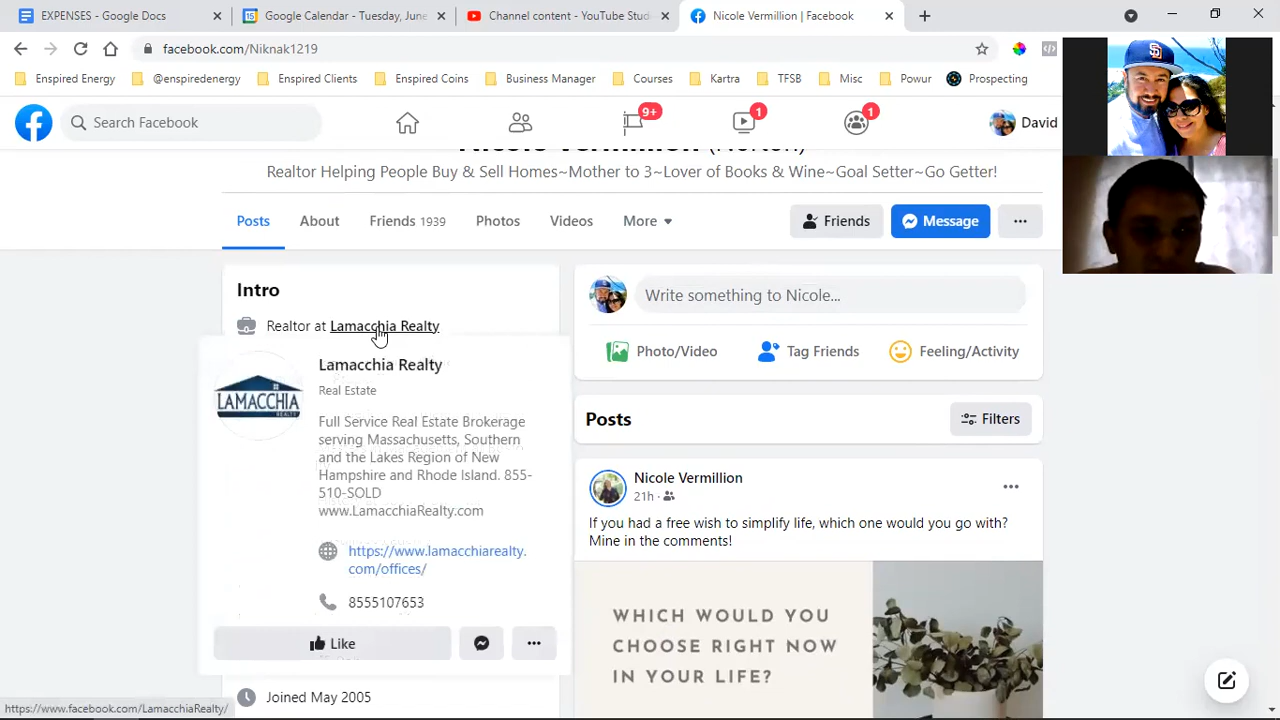 EXPENSES - Google Docs
Google Calendar - Tuesday, June
Channel content - YouTube Stud
Nicole Vermillion | Facebook
facebook.com/Niknak1219
Enspired Energy
@enspiredenergy
Enspired Clients
Enspired Coins
Business Manager
Courses
Kartra
TFSB
Misc
Powur
Prospecting
Search Facebook
9+
1
1
David
Nicole Vermillion (Norton)
Realtor Helping People Buy & Sell Homes~Mother to 3~Lover of Books & Wine~Goal Setter~Go Getter!
Posts
About
Friends 1939
Photos
Videos
More
Friends
Message
Intro
Realtor at Lamacchia Realty
LAMACCHIA
REALTY
Lamacchia Realty
Real Estate
Full Service Real Estate Brokerage
serving Massachusetts, Southern
and the Lakes Region of New
Hampshire and Rhode Island. 855-
510-SOLD
www.LamacchiaRealty.com
https://www.lamacchiarealty.
com/offices/
8555107653
Like
Joined May 2005
https://www.facebook.com/LamacchiaRealty/
Write something to Nicole...
Photo/Video
Tag Friends
Feeling/Activity
Posts
Filters
Nicole Vermillion
21h
If you had a free wish to simplify life, which one would you go with?
Mine in the comments!
WHICH WOULD YOU
CHOOSE RIGHT NOW
IN YOUR LIFE?
SD